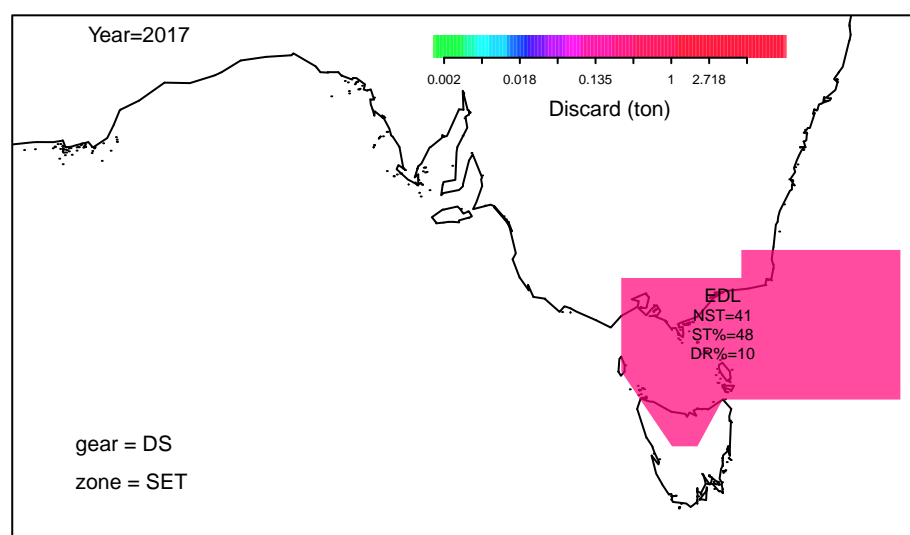 Year=2017
0.002 0.018 0.135 1 2.718
Discard (ton)
EDL
NST=41
ST%=48
DR%=10
gear = DS
zone = SET